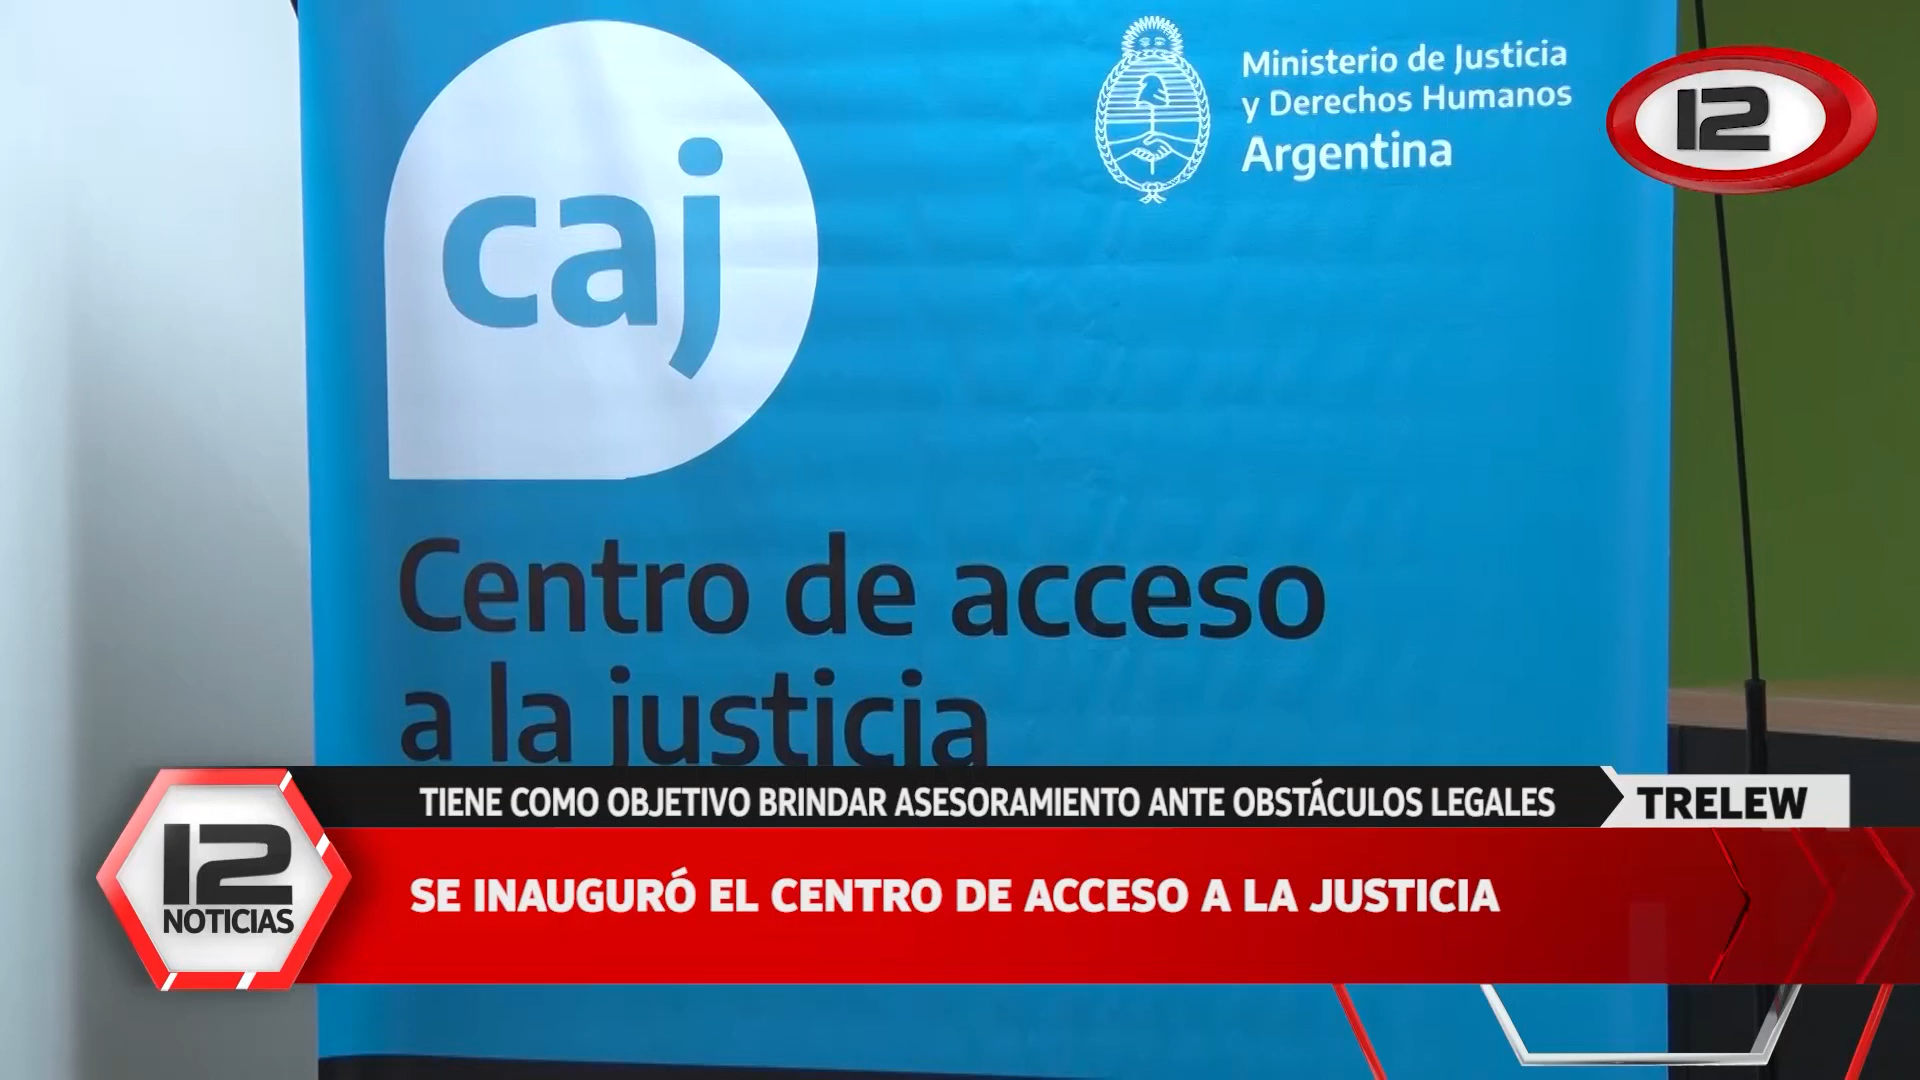 caj
Ministerio de Justicia
y Derechos Humanos
Argentina
12
Centro de acceso
a la justicia
TIENE COMO OBJETIVO BRINDAR ASESORAMIENTO ANTE OBSTÁCULOS LEGALES
TRELEW
12
NOTICIAS
SE INAUGURÓ EL CENTRO DE ACCESO A LA JUSTICIA